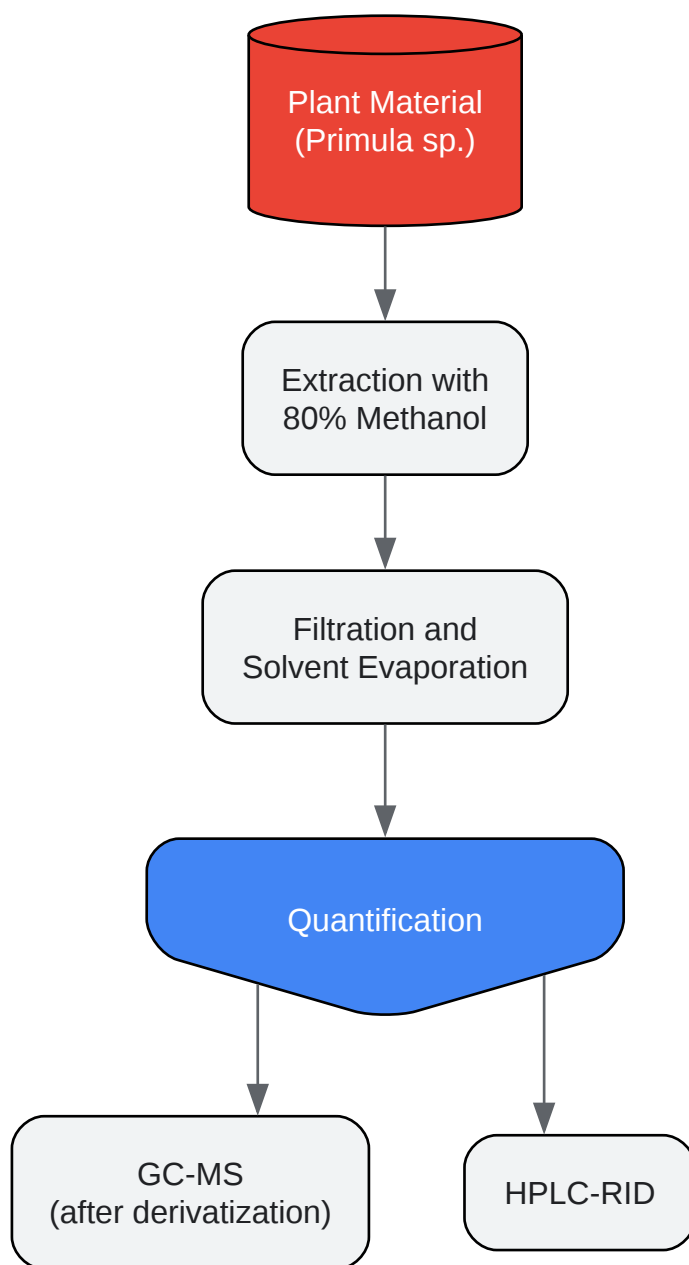 Plant Material
(Primula sp.)
Extraction with
80% Methanol
Filtration and
Solvent Evaporation
Quantification
GC-MS
(after derivatization)
HPLC-RID